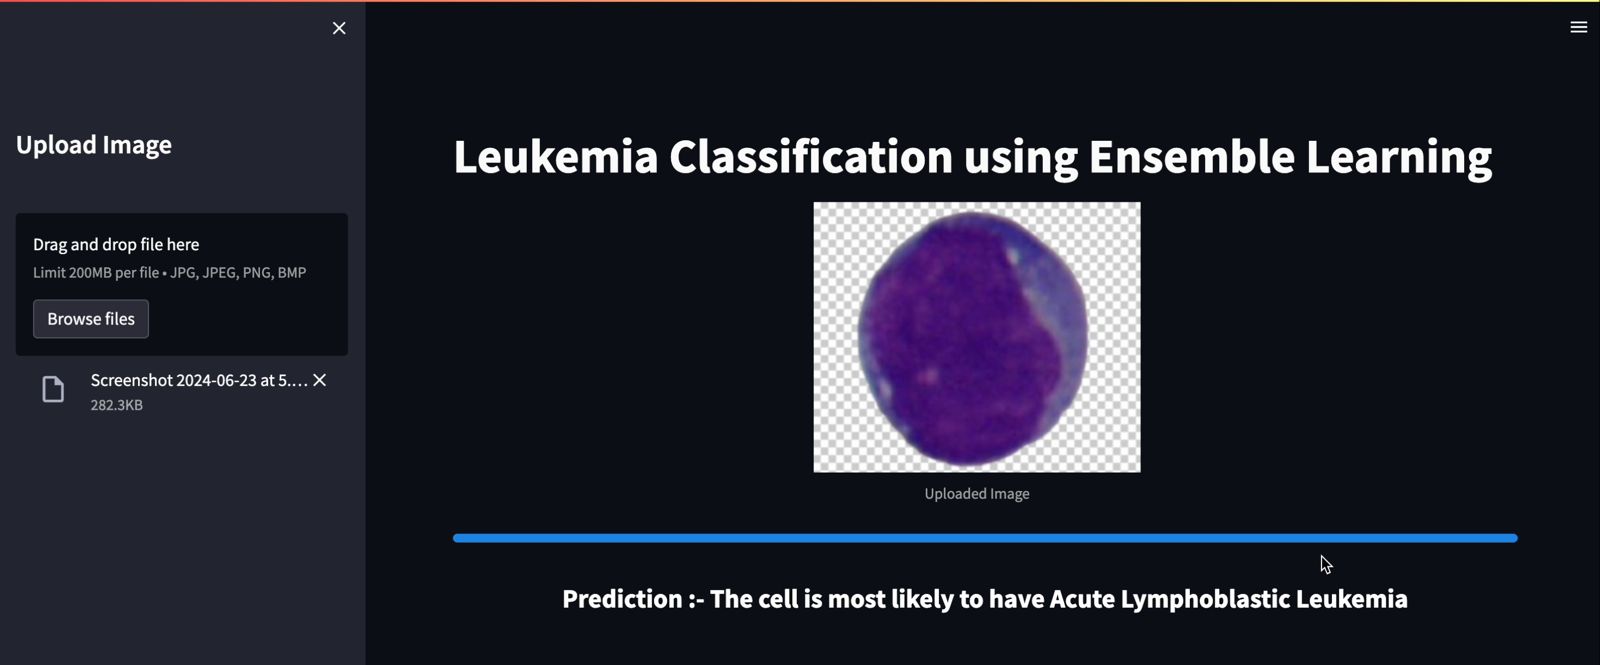 Upload Image
Drag and drop file here
Limit 200MB per file • JPG, JPEG, PNG, BMP
Browse files
Screenshot 2024-06-23 at 5....
282.3KB
Leukemia Classification using Ensemble Learning
Uploaded Image
Prediction :- The cell is most likely to have Acute Lymphoblastic Leukemia